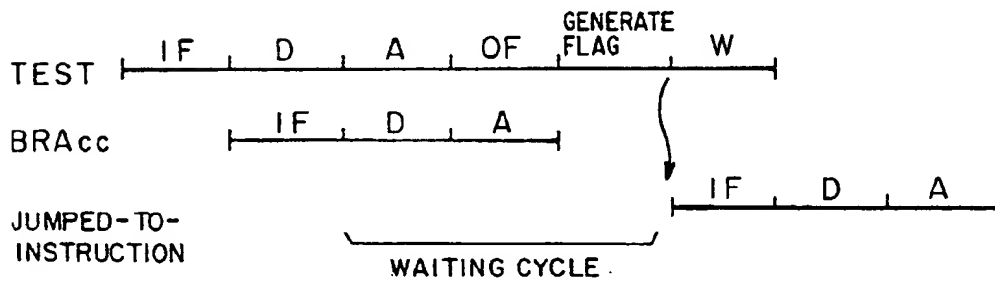 IF D A OF GENERATE FLAG W
TEST
IF D A
BRAcc
IF D A
JUMPED-TO-
INSTRUCTION
WAITING CYCLE